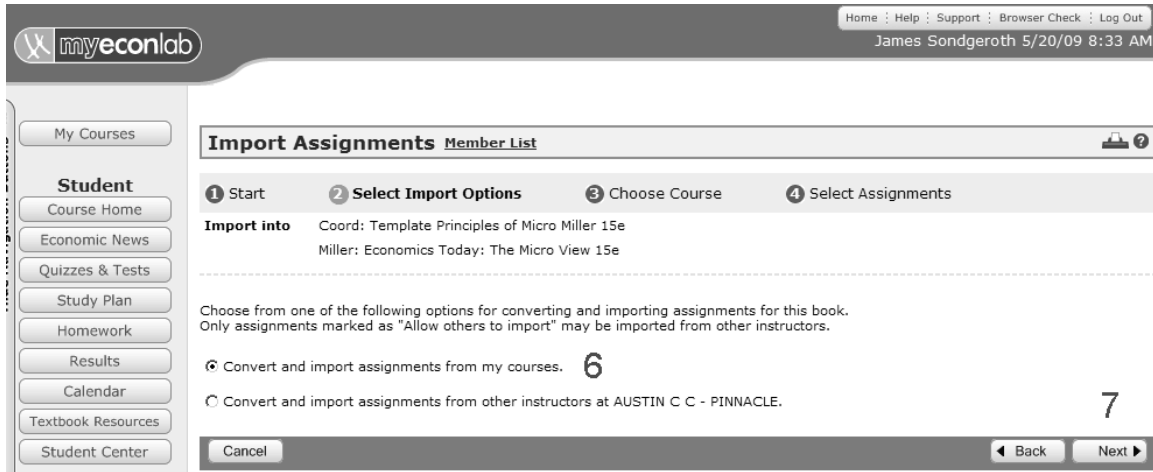 Home Help Support Browser Check Log Out
myeconlab
James Sondgeroth 5/20/09 8:33 AM
My Courses
Import Assignments Member List
Student
1 Start 2 Select Import Options 3 Choose Course 4 Select Assignments
Course Home
Import into Coord: Template Principles of Micro Miller 15e
Economic News
Miller: Economics Today: The Micro View 15e
Quizzes & Tests
Study Plan
Choose from one of the following options for converting and importing assignments for this book.
Only assignments marked as "Allow others to import" may be imported from other instructors.
Homework
Results
Convert and import assignments from my courses. 6
Calendar
Convert and import assignments from other instructors at AUSTIN C C - PINNACLE.
7
Textbook Resources
Student Center
Cancel Back Next